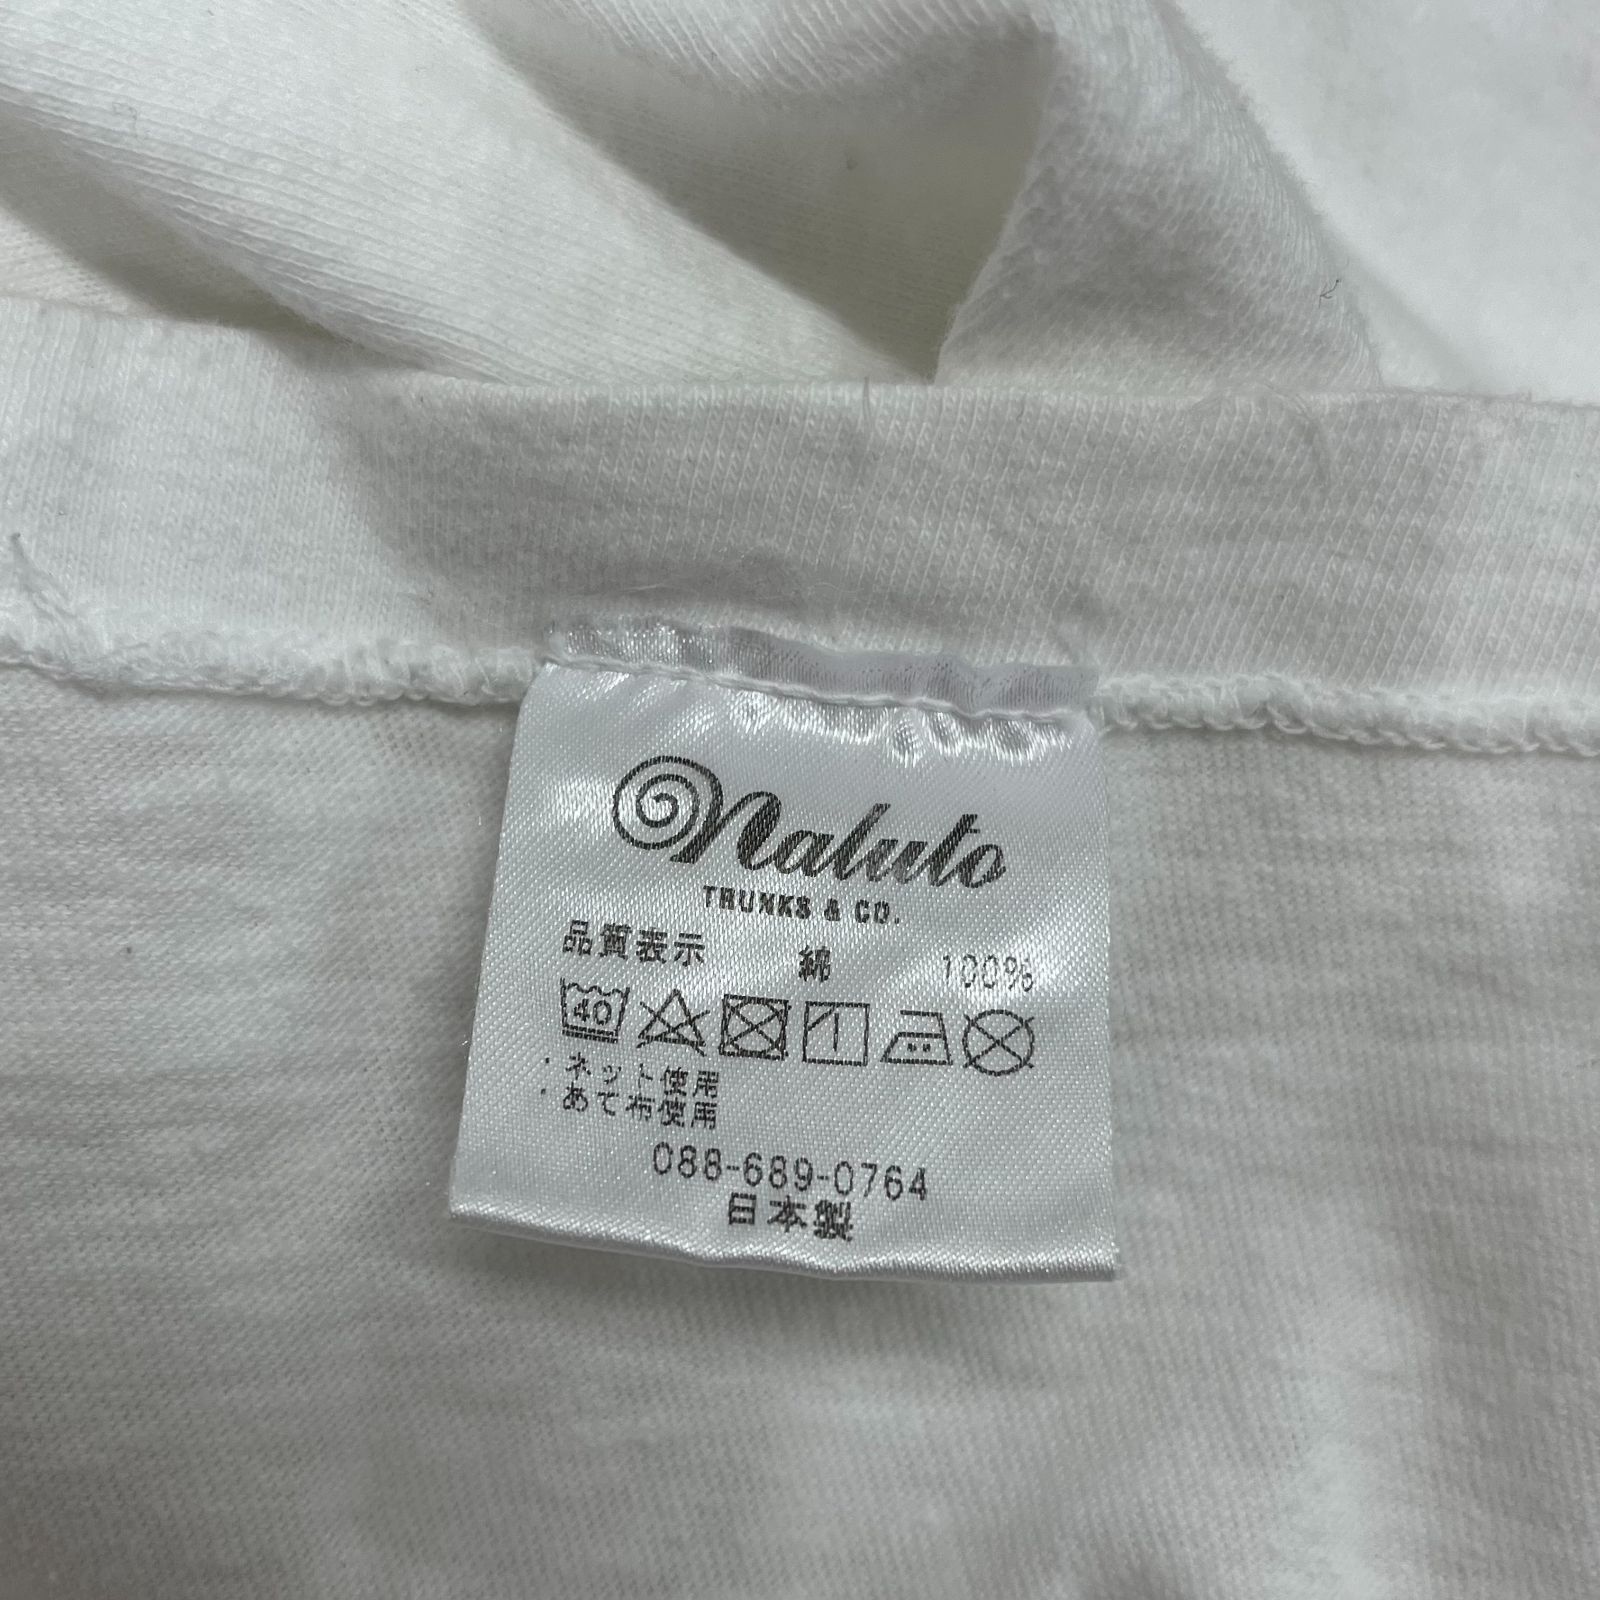 naluto
TRUNKS & CO.
品質表示 綿 100%
40
・ネット使用
・あて布使用
088-689-0764
日本製